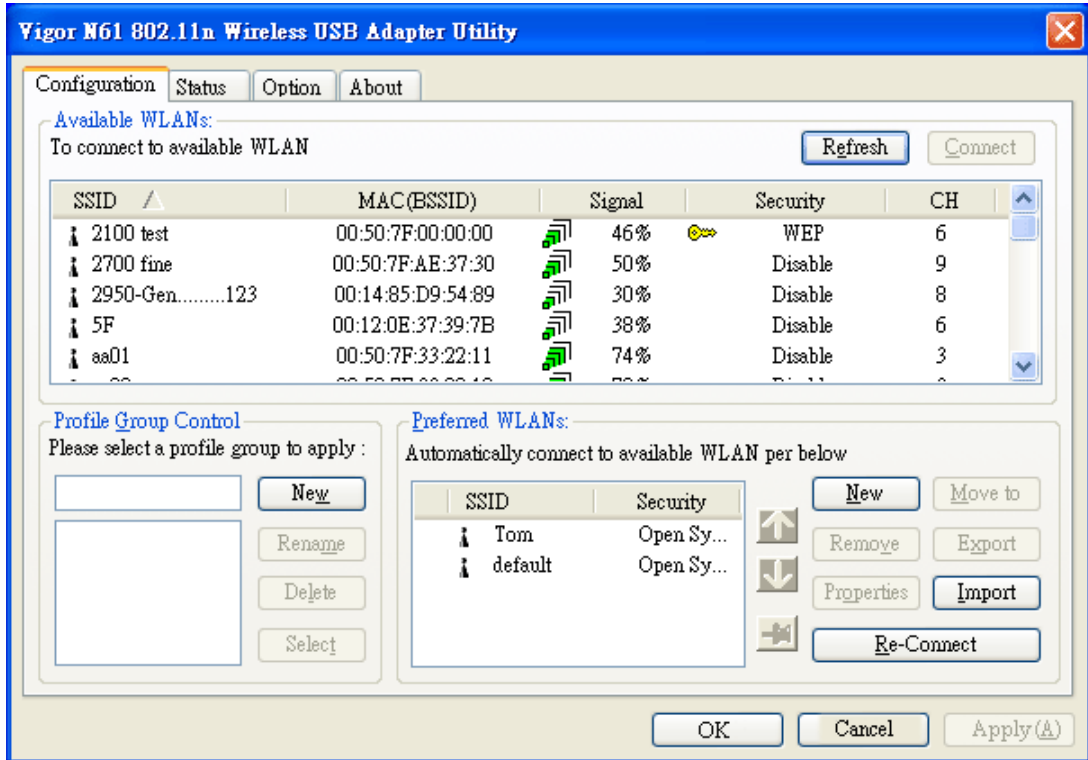 Vigor N61 802.11n Wireless USB Adapter Utility
Configuration Status Option About
Available WLANs:
To connect to available WLAN
Refresh Connect
SSID MAC(BSSID) Signal Security CH
2100 test 00:50:7F:00:00:00 46% WEP 6
2700 fine 00:50:7F:AE:37:30 50% Disable 9
2950-Gen.........123 00:14:85:D9:54:89 30% Disable 8
5F 00:12:0E:37:39:7B 38% Disable 6
aa01 00:50:7F:33:22:11 74% Disable 3
Profile Group Control
Please select a profile group to apply :
New
Rename
Delete
Select
Preferred WLANs:
Automatically connect to available WLAN per below
SSID Security
Tom Open Sy...
default Open Sy...
New Move to
Remove Export
Properties Import
Re-Connect
OK Cancel Apply(A)